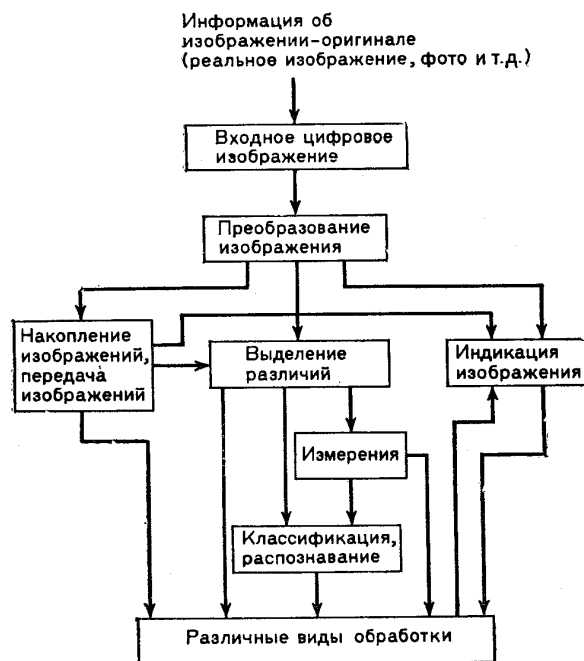 Информация об
изображении-оригинале
(реальное изображение, фото и т.д.)
Входное цифровое
изображение
Преобразование
изображения
Накопление
изображений,
передача
изображений
Выделение
различий
Индикация
изображения
Измерения
Классификация,
распознавание
Различные виды обработки